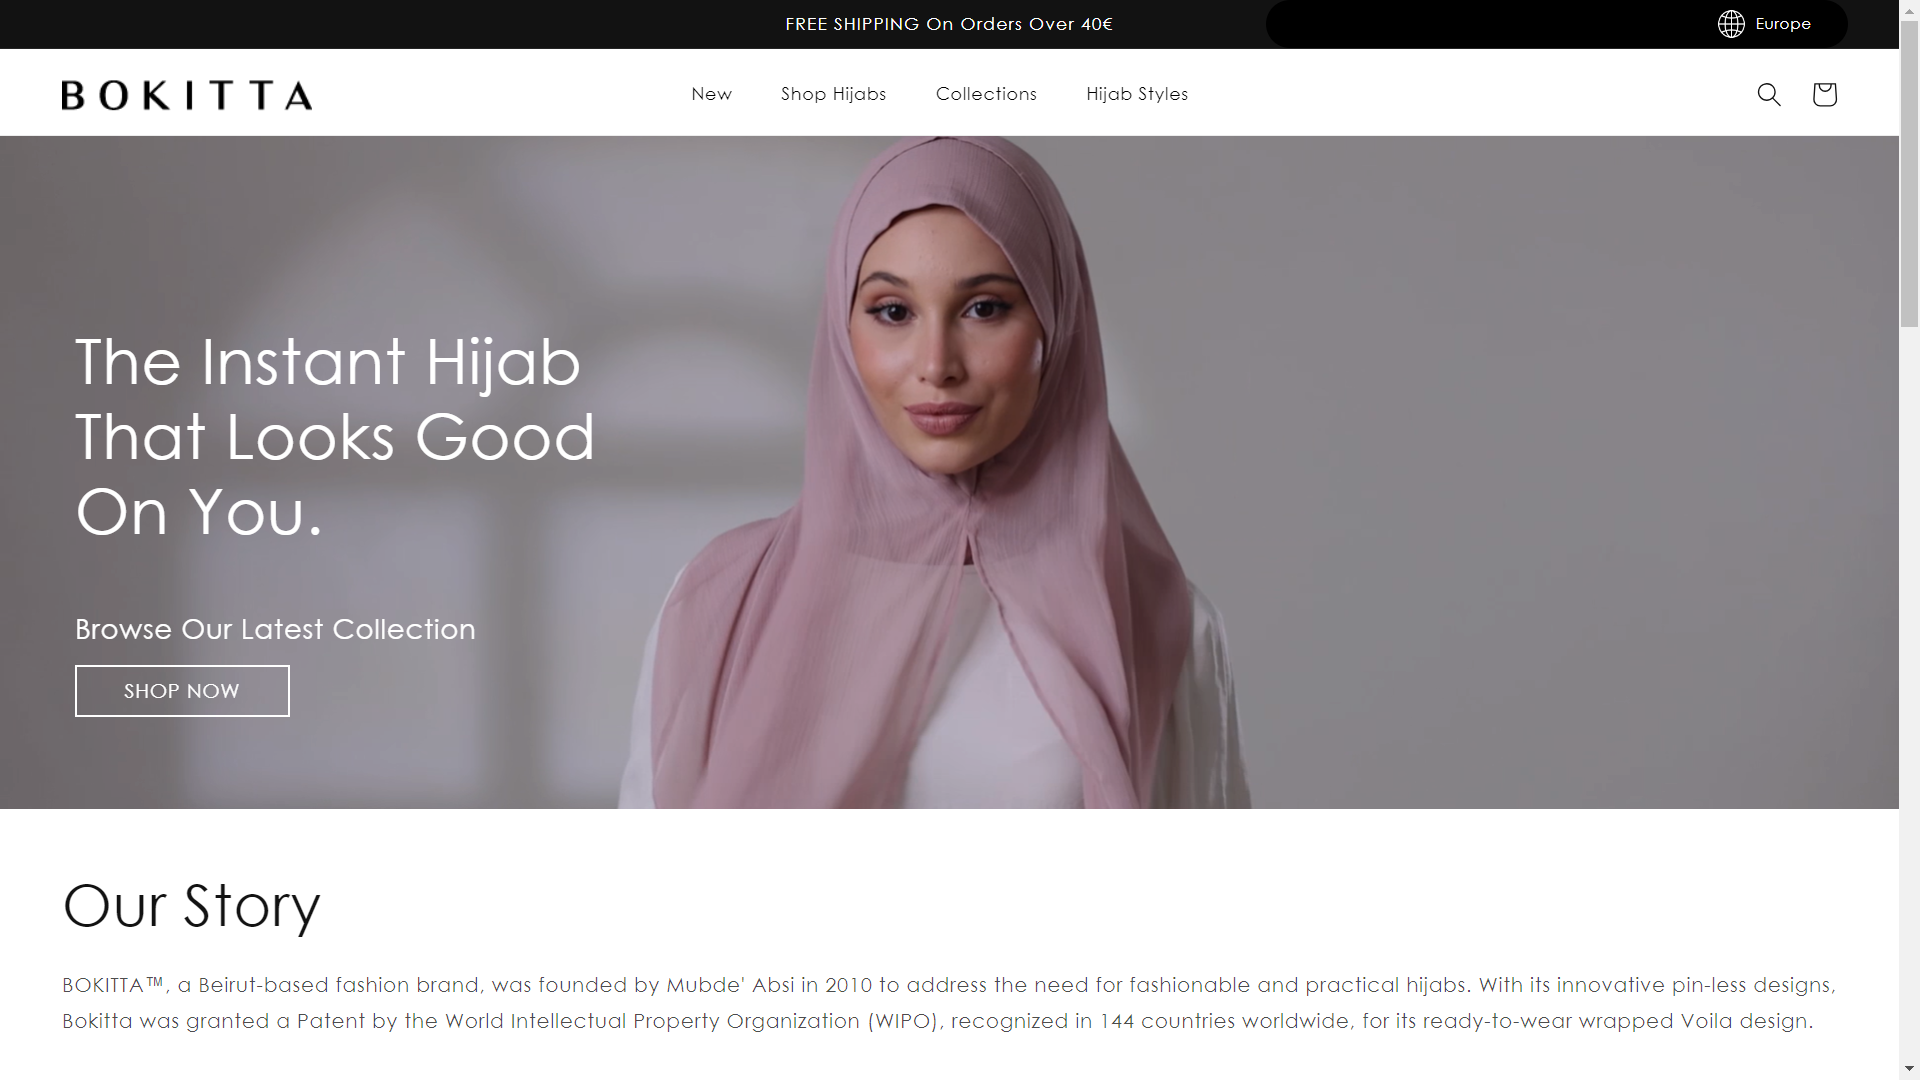 FREE SHIPPING On Orders Over 40€
Europe
BOKITTA
New
Shop Hijabs
Collections
Hijab Styles
The Instant Hijab
That Looks Good
On You.
Browse Our Latest Collection
SHOP NOW
Our Story
BOKITTA™, a Beirut-based fashion brand, was founded by Mubde' Absi in 2010 to address the need for fashionable and practical hijabs. With its innovative pin-less designs,
Bokitta was granted a Patent by the World Intellectual Property Organization (WIPO), recognized in 144 countries worldwide, for its ready-to-wear wrapped Voila design.